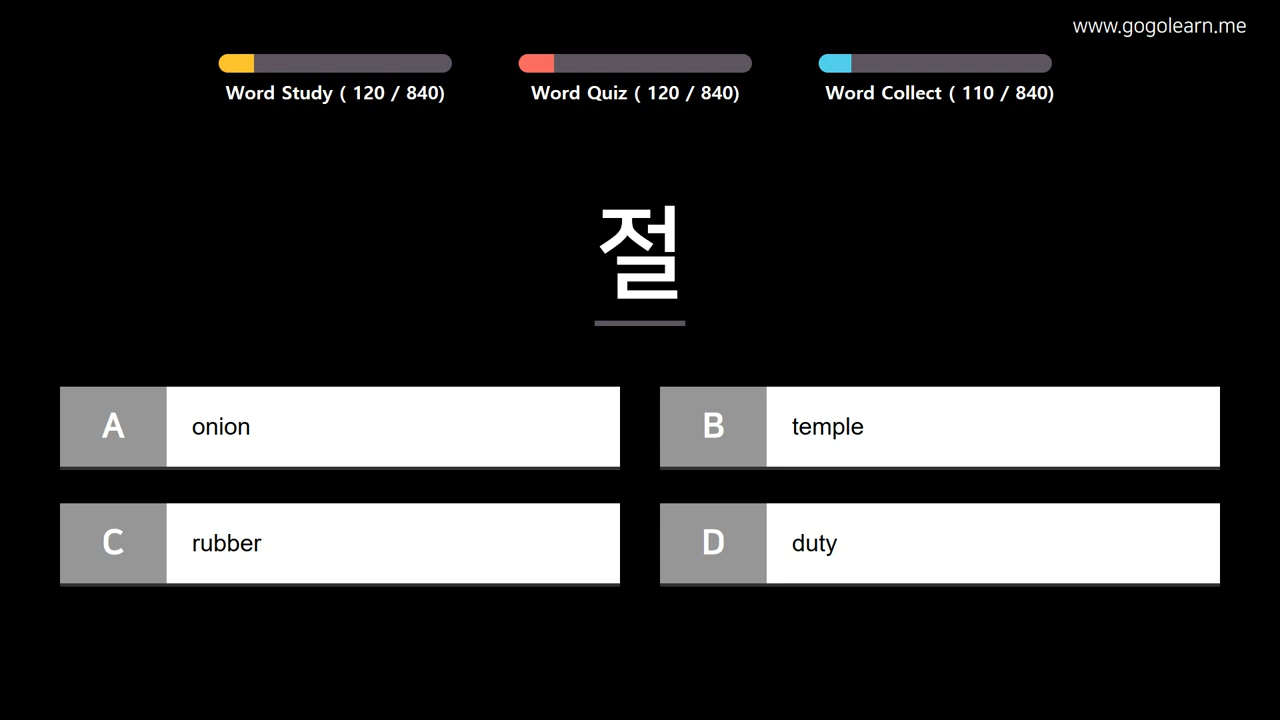 www.gogolearn.me
Word Study ( 120 / 840)
Word Quiz ( 120 / 840)
Word Collect ( 110 / 840)
절
A onion
B temple
C rubber
D duty